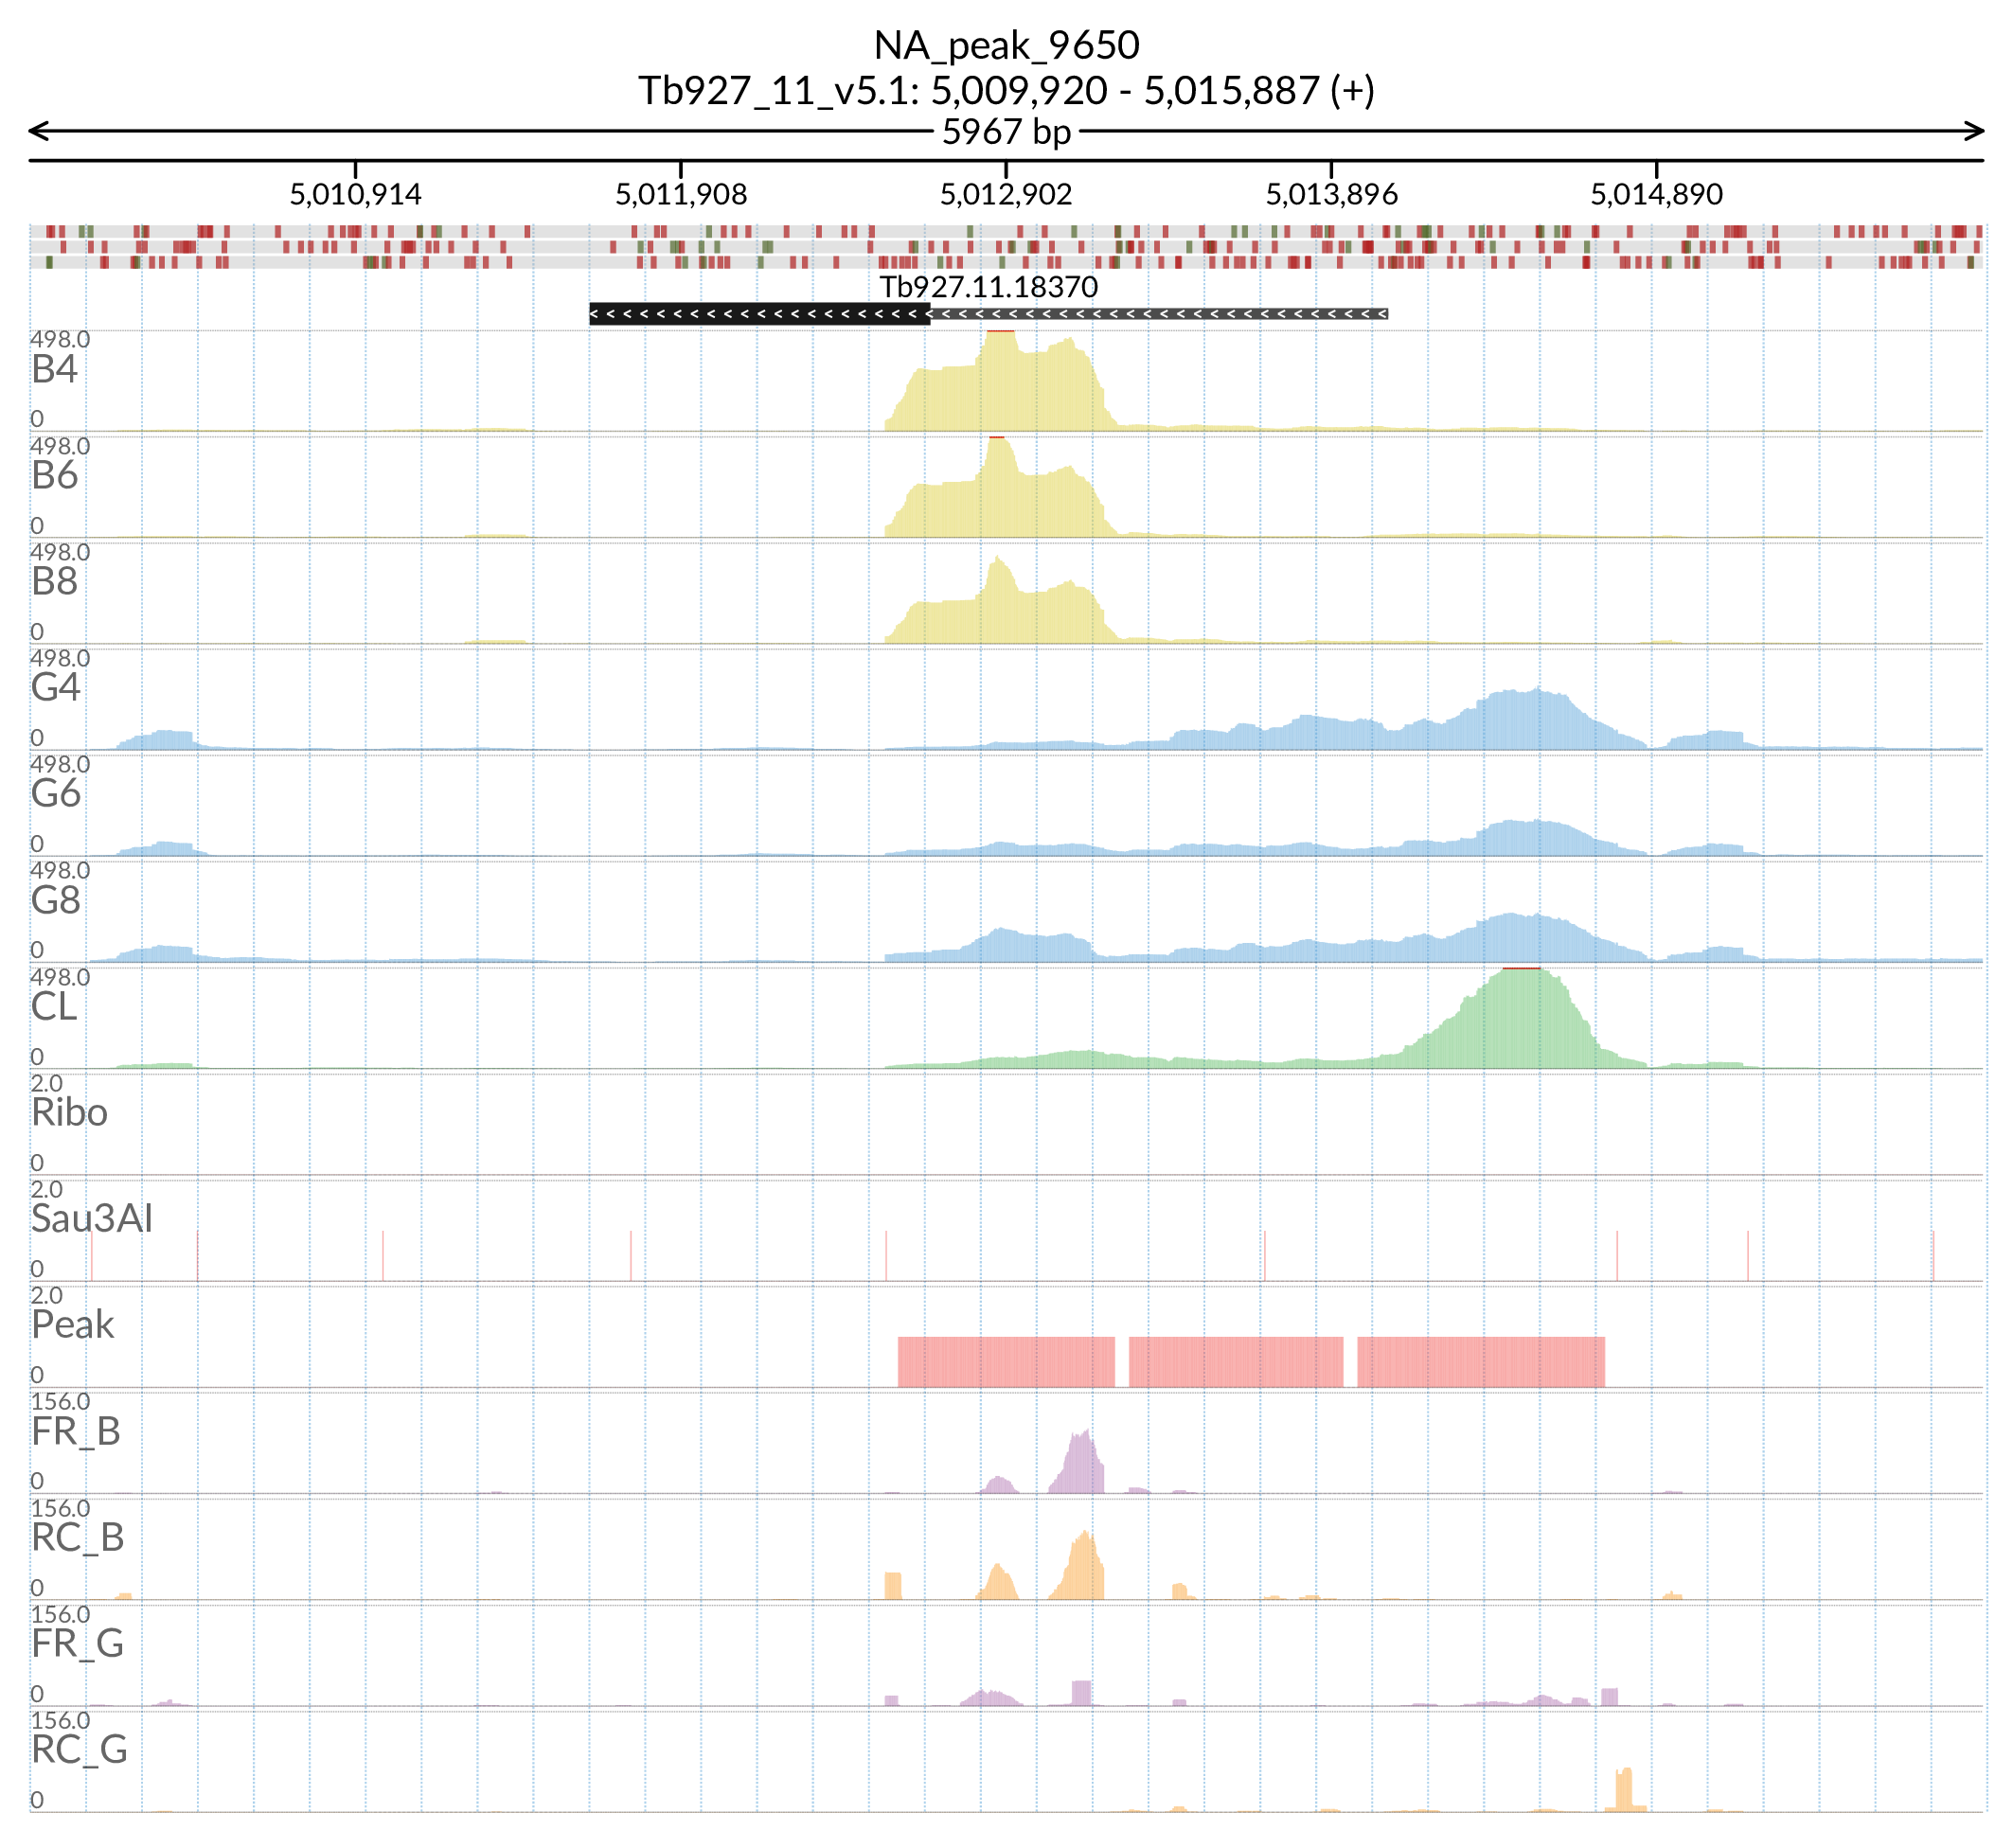 NA_peak_9650
Tb927_11_v5.1: 5,009,920 - 5,015,887 (+)
5967 bp
5,010,914 5,011,908 5,012,902 5,013,896 5,014,890
Tb927.11.18370
498.0
B4
0
498.0
B6
0
498.0
B8
0
498.0
G4
0
498.0
G6
0
498.0
G8
0
498.0
CL
0
2.0
Ribo
0
2.0
Sau3AI
0
2.0
Peak
0
156.0
FR_B
0
156.0
RC_B
0
156.0
FR_G
0
156.0
RC_G
0